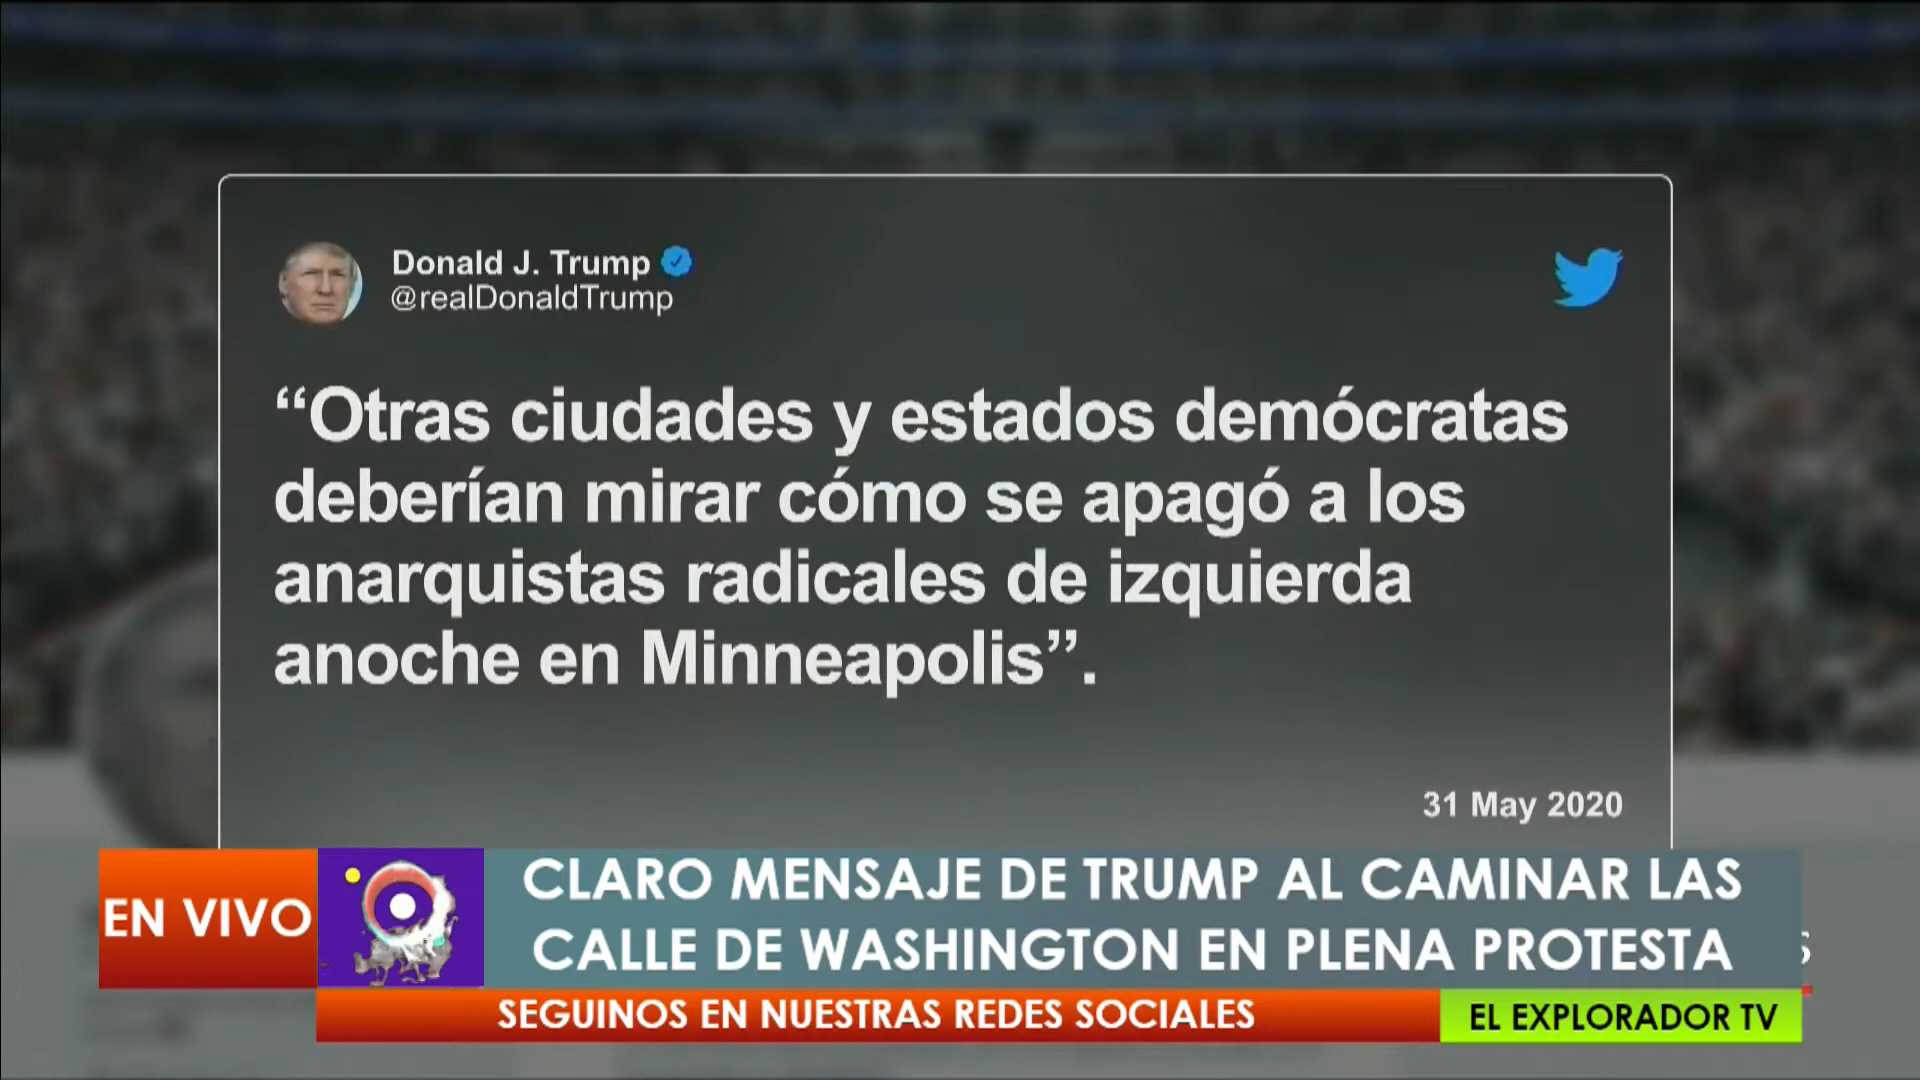 Donald J. Trump
@realDonaldTrump
“Otras ciudades y estados demócratas
deberían mirar cómo se apagó a los
anarquistas radicales de izquierda
anoche en Minneapolis”.
31 May 2020
EN VIVO
CLARO MENSAJE DE TRUMP AL CAMINAR LAS
CALLE DE WASHINGTON EN PLENA PROTESTA
SEGUINOS EN NUESTRAS REDES SOCIALES
EL EXPLORADOR TV